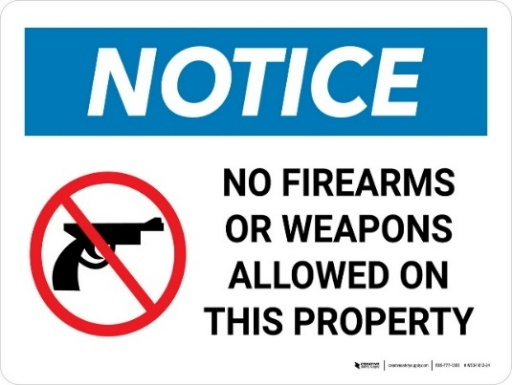 NOTICE
NO FIREARMS
OR WEAPONS
ALLOWED ON
THIS PROPERTY